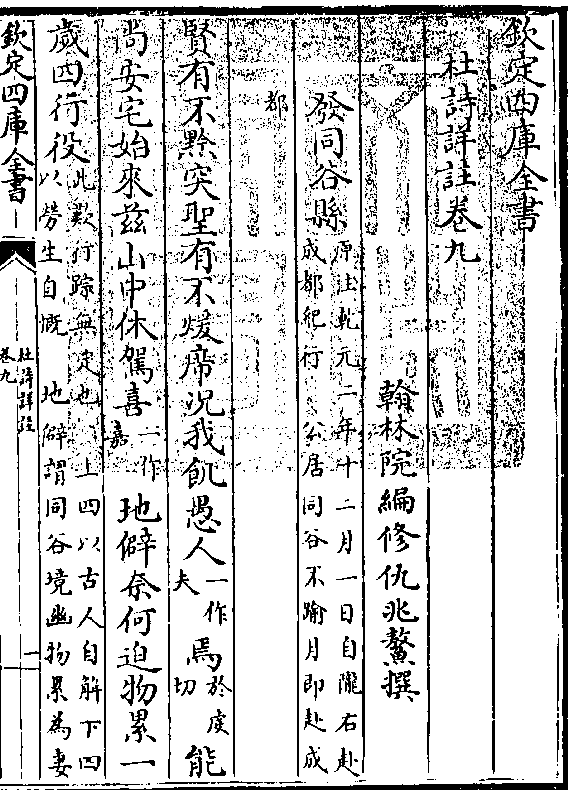 欽定四庫全書
杜詩詳註卷九
翰林院編修仇兆鰲撰
發同谷縣原注乾元二年十二月一日自隴右赴成都紀行　公居同谷不踰月即赴成
都
賢有不黔突聖有不煖席况我飢愚人一作夫焉於虔切能
尚安宅始來兹山中休駕喜一作嘉地僻奈何迫物累一
歲四行役此歎行踪無定也　上四以古人自解下四以勞生自慨　地僻謂同谷境幽物累為妻
欽定四庫全書
杜詩詳註
卷九
一